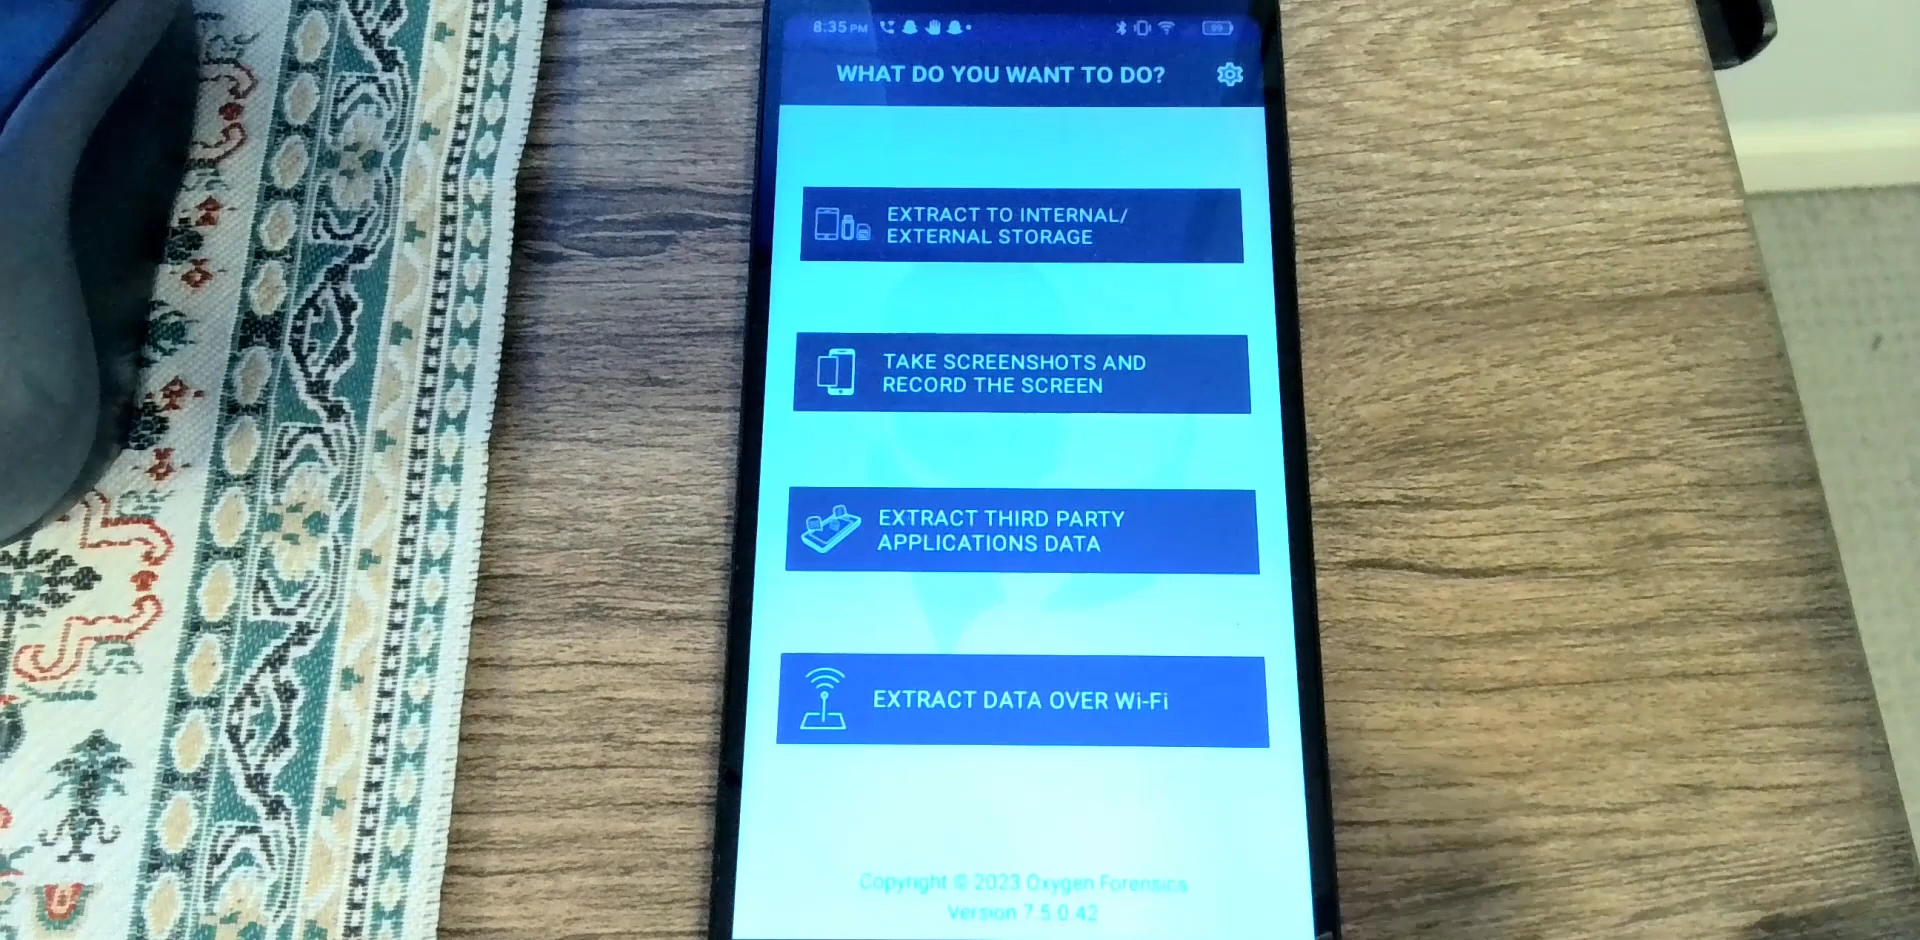 8:35 PM
99
WHAT DO YOU WANT TO DO?
EXTRACT TO INTERNAL/
EXTERNAL STORAGE
TAKE SCREENSHOTS AND
RECORD THE SCREEN
EXTRACT THIRD PARTY
APPLICATIONS DATA
EXTRACT DATA OVER Wi-Fi
Copyright © 2023 Oxygen Forensics
Version 7.5.0.42